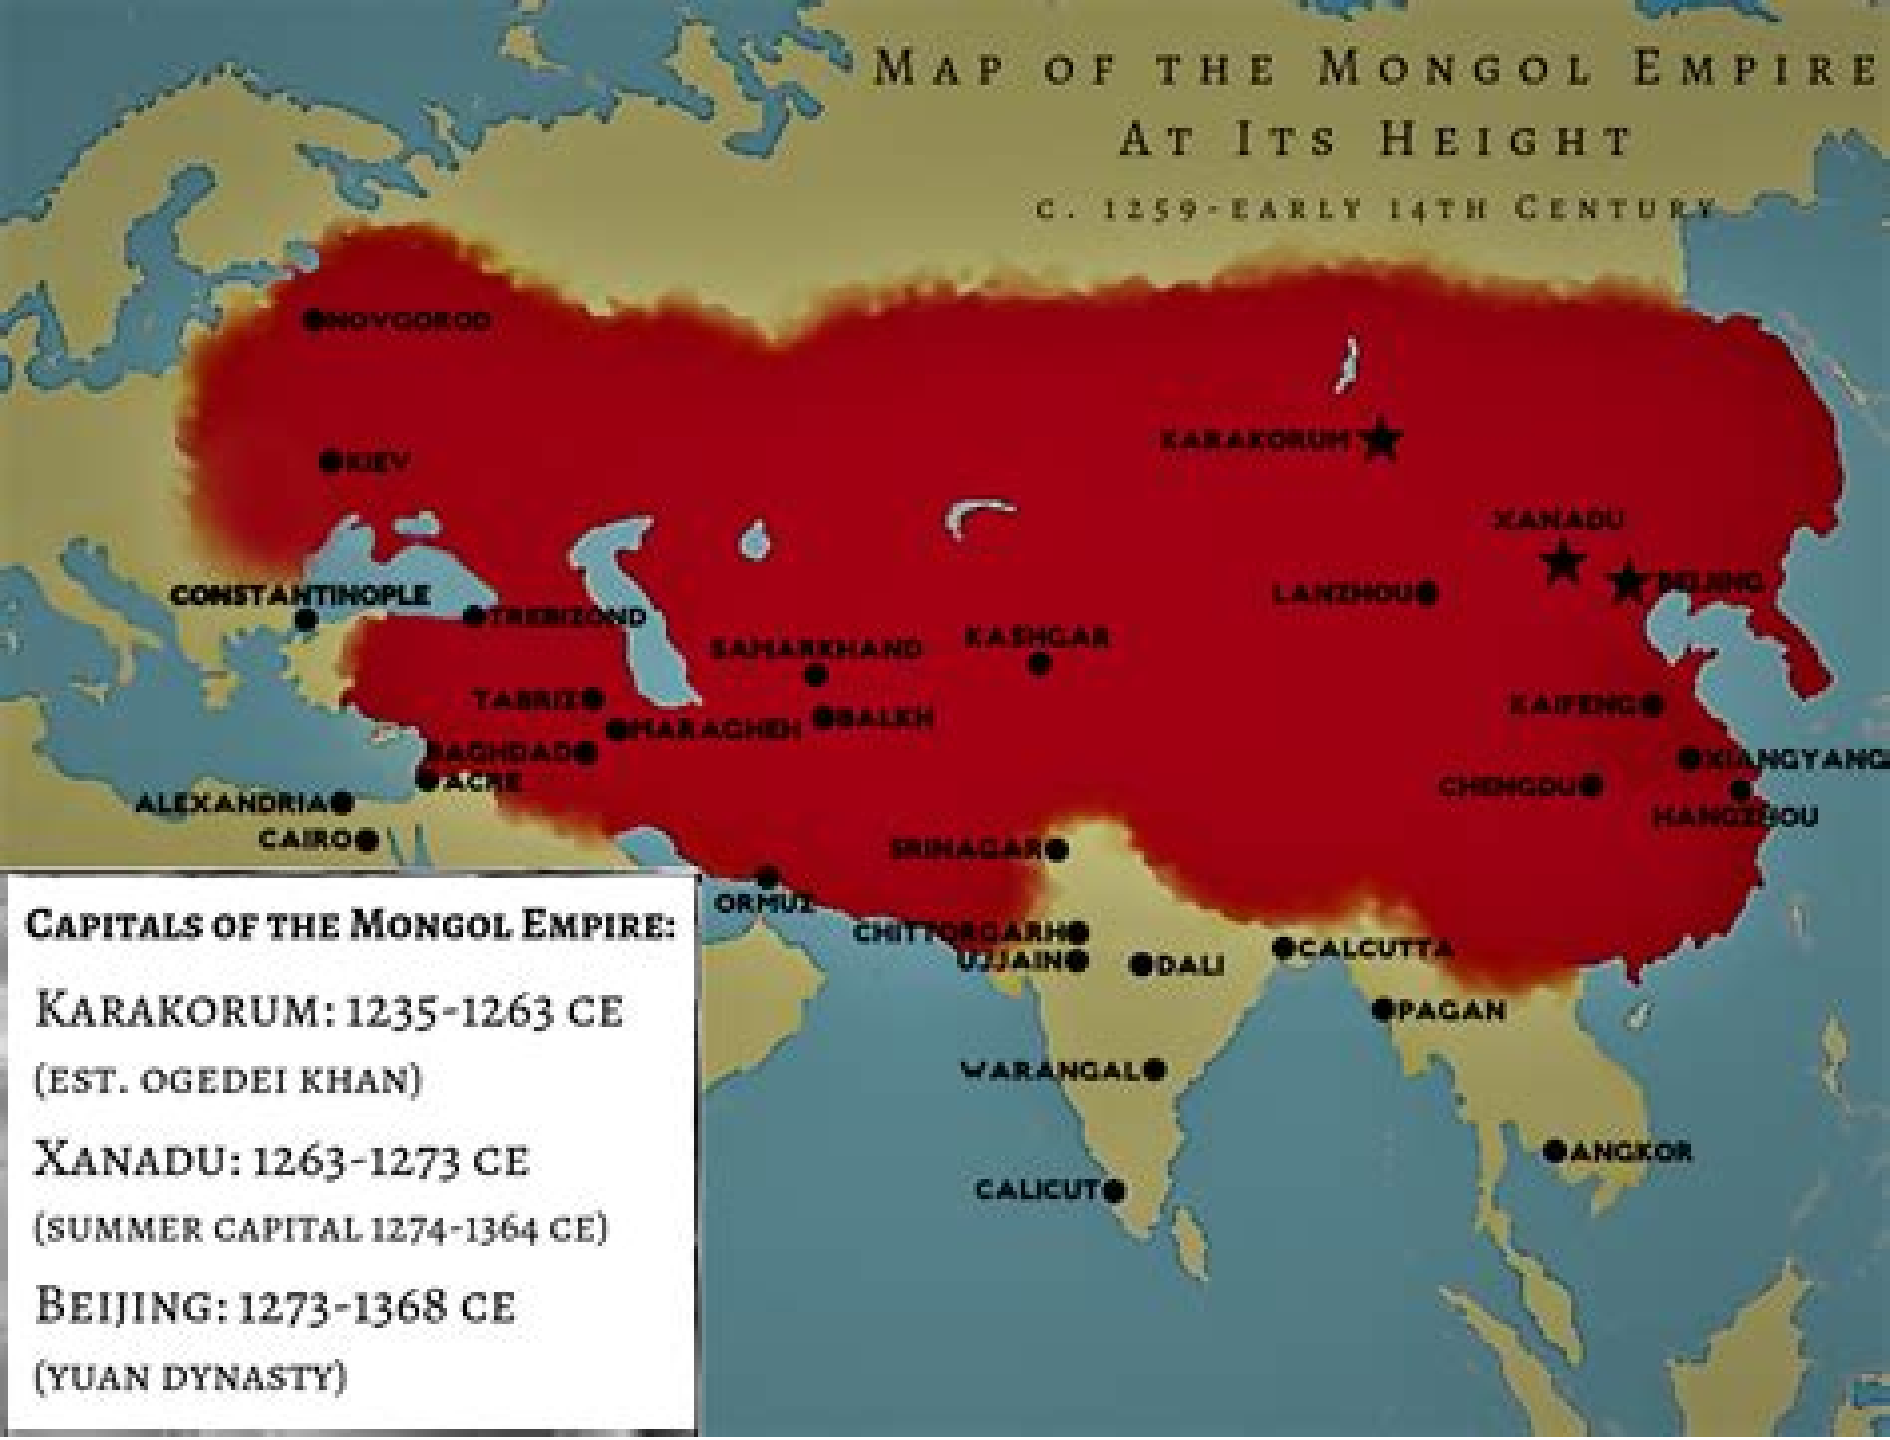 MAP OF THE MONGOL EMPIRE
AT ITS HEIGHT
C. 1259-EARLY 14TH CENTURY
NOVGOROD
KARAKORUM
KIEV
XANADU
BEIJING
CONSTANTINOPLE
LANZHOU
TREBIZOND
SAMARKHAND
KASHGAR
TABRIZ
KAIFENG
MARAGHEH
BALKH
BAGHDAD
XIANGYANG
ACRE
CHENGDU
ALEXANDRIA
HANGZHOU
CAIRO
SRINAGAR
ORMUZ
CHITTORGARH
UJJAIN
DALI
CALCUTTA
PAGAN
WARANGAL
ANGKOR
CALICUT
CAPITALS OF THE MONGOL EMPIRE:
KARAKORUM: 1235-1263 CE
(EST. OGEDEI KHAN)
XANADU: 1263-1273 CE
(SUMMER CAPITAL 1274-1364 CE)
BEIJING: 1273-1368 CE
(YUAN DYNASTY)